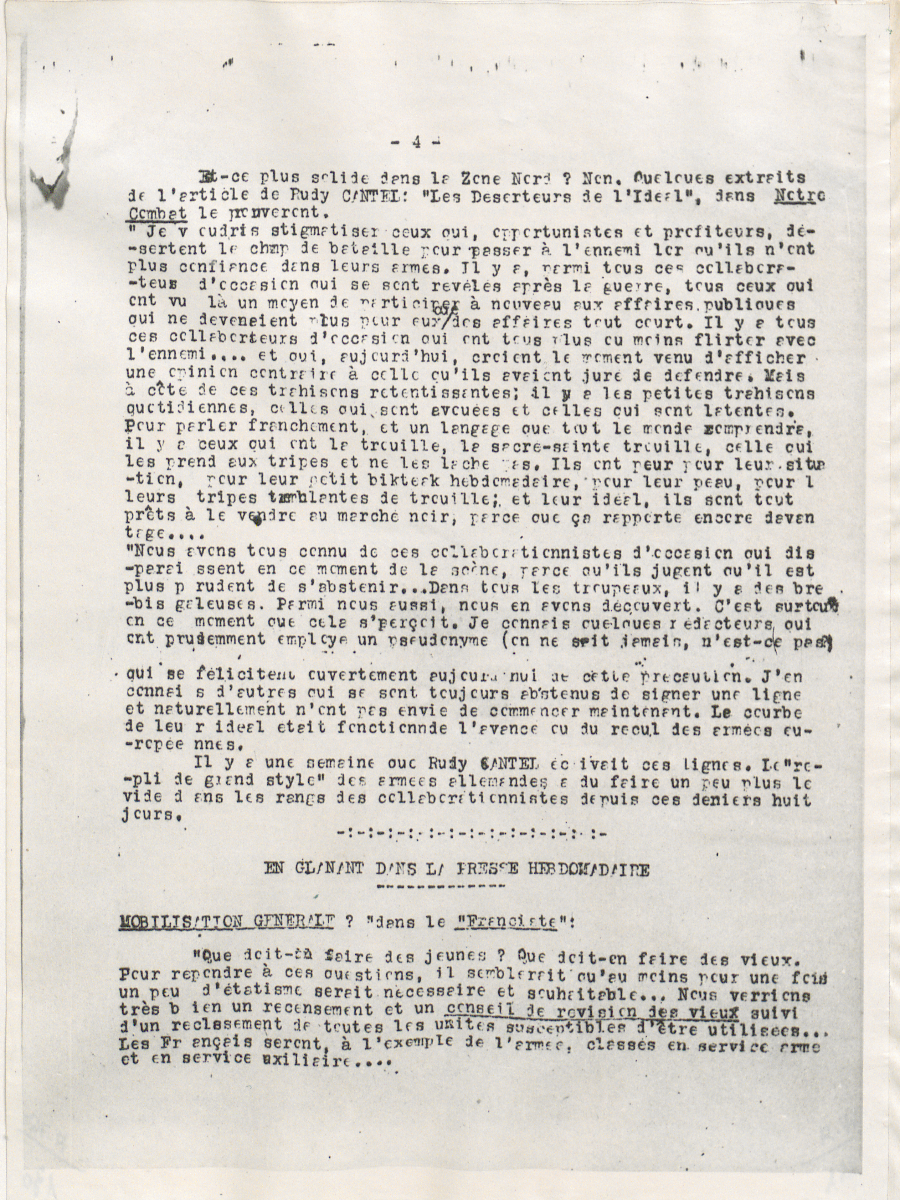 - 4 -
Et-ce plus solide dans la Zone Nord ? Non. Quelques extraits
de l'article de Rudy CANTEL: "Les Deserteurs de l'Ideal", dans Notre
Combat le prouveront.
" Je v oudris stigmatiser ceux qui, opportunistes et profiteurs, dé-
-sertent le chmp de bataille pour passer à l'ennemi lor qu'ils n'ont
plus confiance dans leurs armes. Il y a, parmi tous ces collabora-
-teus d'occasion qui se sont revelés après la guerre, tous ceux qui
ont vu là un moyen de participer à nouveau aux affaires publiques
qui ne devenaient plus pour eux/des affaires tout court. Il y a tous
ces collaborteurs d'occasion qui ont tous plus ou moins flirter avec
l'ennemi.... et qui, aujourd'hui, croient le moment venu d'afficher
une opinion contraire à celle qu'ils avaient jure de defendre. Mais
à côte de ces trahisons retentissantes; il y a les petites trahisons
quotidiennes, celles qui sont avouées et celles qui sont latentes.
Pour parler franchement, et un langage que tout le monde comprendra,
il y a ceux qui ont la trouille, la sacre-sainte trouille, celle qui
les prend aux tripes et ne les lache pas. Ils ont peur pour leur situa
-tion, pour leur petit bikteak hebdomadaire, pour leur peau, pour l
leurs tripes tamblantes de trouille; et leur ideal, ils sont tout
prêts à le vendre au marché noir, parce que ça rapporte encore davan
tage....
"Nous avons tous connu de ces collaborationnistes d'occasion qui dis
-parai ssent en ce moment de la scène, parce qu'ils jugent qu'il est
plus p rudent de s'abstenir...Dans tous les troupeaux, il y a des bre
-bis galeuses. Parmi nous aussi, nous en avons découvert. C'est surtout
en ce moment que cela s'perçoit. Je connais quelques rédacteurs qui
ont prudemment employe un pseudonyme (on ne sait jamais, n'est-ce pas)
qui se félicitent ouvertement aujourd'hui de cette precaution. J'en
connai s d'autres qui se sont toujours abstenus de signer une ligne
et naturellement n'ont pas envie de commencer maintenant. La courbe
de leu r ideal etait fonctionnde l'avance ou du recul des armées eu-
-ropée nnes.
Il y a une semaine que Rudy CANTEL écrivait ces lignes. Le"re-
-pli de grand style" des armees allemandes a du faire un peu plus le
vide d ans les rangs des collaborationnistes depuis ces deniers huit
jours.
-:-:-:-:-:-:-:-:-:-:-:-:-:-
EN GLANANT DANS LA PRESSE HEBDOMADAIRE
-------------
MOBILISATION GENERALE ? "dans le "Franciste":
"Que doit-on faire des jeunes ? Que doit-on faire des vieux.
Pour repondre à ces questions, il semblerait qu'au moins pour une fois
un peu d'étatisme serait nécessaire et souhaitable... Nous verrions
très b ien un recensement et un conseil de revision des vieux suivi
d'un reclassement de toutes les unites susceptibles d'être utilisées...
Les Fr ançais seront, à l'exemple de l'armee, classés en service arme
et en service uxiliaire....